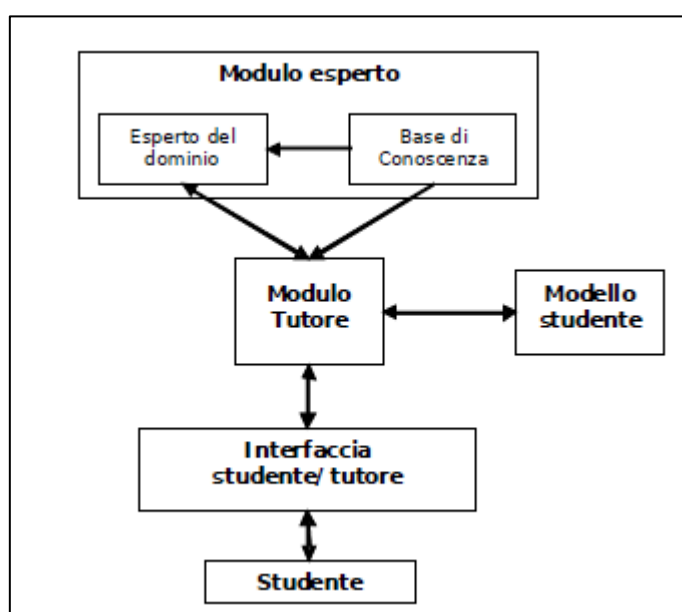 Modulo esperto
Esperto del
dominio
Base di
Conoscenza
Modulo
Tutore
Modello
studente
Interfaccia
studente/ tutore
Studente